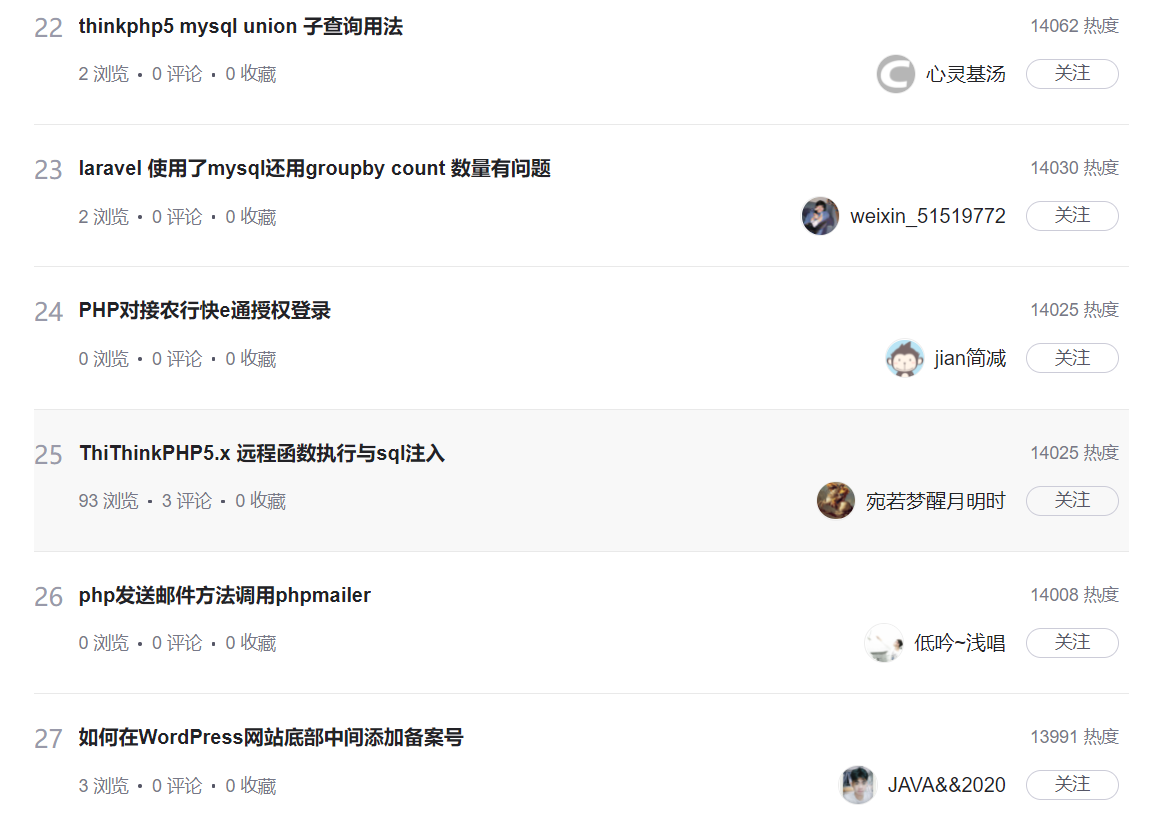 22 thinkphp5 mysql union 子查询用法 14062 热度
2 浏览 · 0 评论 · 0 收藏 心灵基汤 关注
23 laravel 使用了mysql还用groupby count 数量有问题 14030 热度
2 浏览 · 0 评论 · 0 收藏 weixin_51519772 关注
24 PHP对接农行快e通授权登录 14025 热度
0 浏览 · 0 评论 · 0 收藏 jian简减 关注
25 ThiThinkPHP5.x 远程函数执行与sql注入 14025 热度
93 浏览 · 3 评论 · 0 收藏 宛若梦醒月明时 关注
26 php发送邮件方法调用phpmailer 14008 热度
0 浏览 · 0 评论 · 0 收藏 低吟~浅唱 关注
27 如何在WordPress网站底部中间添加备案号 13991 热度
3 浏览 · 0 评论 · 0 收藏 JAVA&&2020 关注